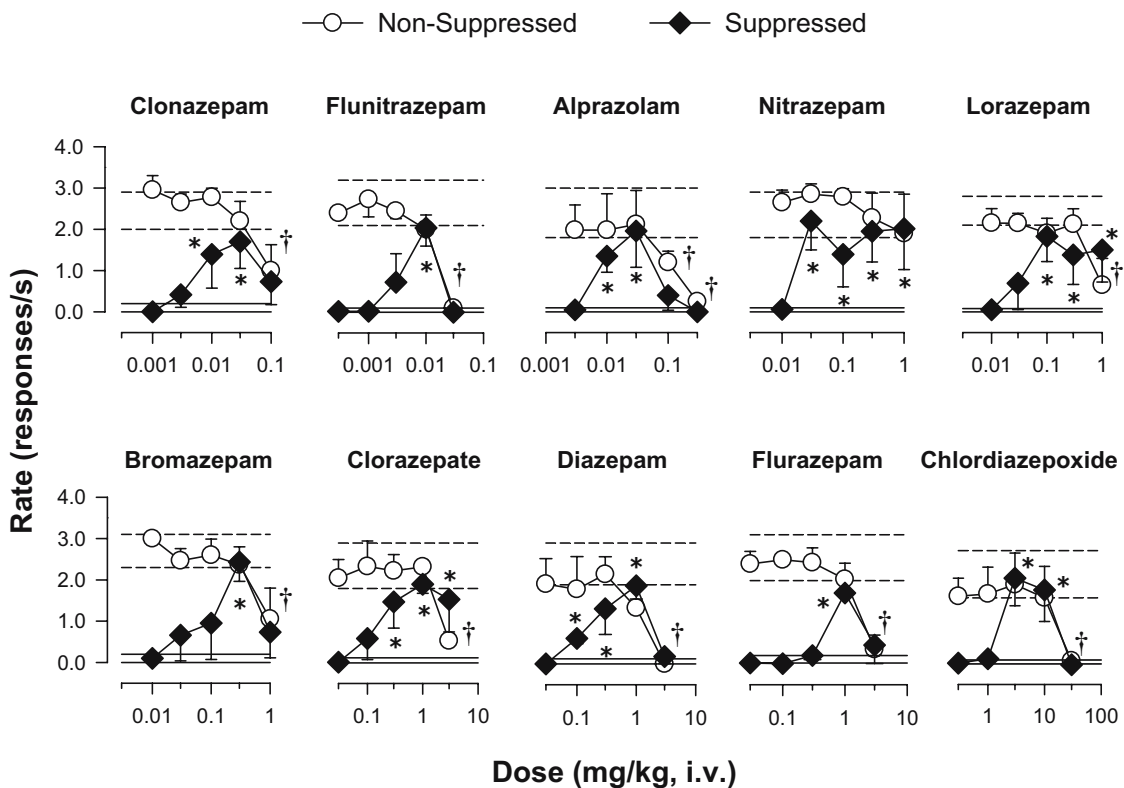 Non-Suppressed Suppressed
Clonazepam Flunitrazepam Alprazolam Nitrazepam Lorazepam
4.0
3.0
2.0
* †
1.0
* * † * * † † * * * * * * * * †
0.0
0.001 0.01 0.1 0.001 0.01 0.1 0.001 0.01 0.1 0.01 0.1 1 0.01 0.1 1
Rate (responses/s)
Bromazepam Clorazepate Diazepam Flurazepam Chlordiazepoxide
4.0
3.0
2.0
1.0
0.0
* † * * * † * * * † * † * * †
0.01 0.1 1 0.1 1 10 0.1 1 10 0.1 1 10 1 10 100
Dose (mg/kg, i.v.)